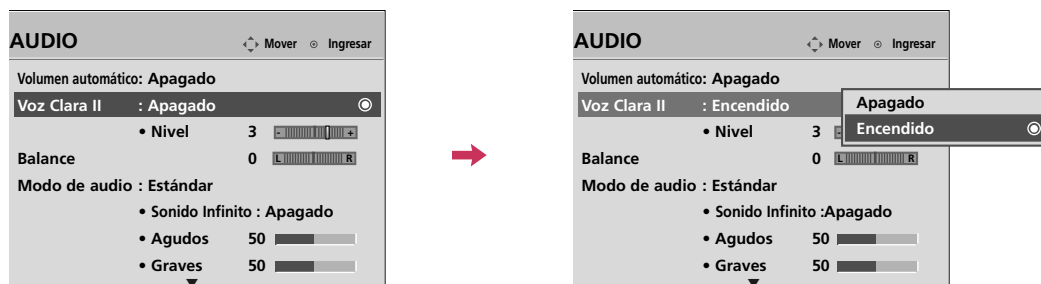 AUDIO
Mover Ingresar
Volumen automático: Apagado
Voz Clara II : Apagado
• Nivel 3 - +
Balance 0 L R
Modo de audio : Estándar
• Sonido Infinito : Apagado
• Agudos 50
• Graves 50
AUDIO
Mover Ingresar
Volumen automático: Apagado
Voz Clara II : Encendido
Apagado
Encendido
• Nivel 3 -
Balance 0 L R
Modo de audio : Estándar
• Sonido Infinito :Apagado
• Agudos 50
• Graves 50